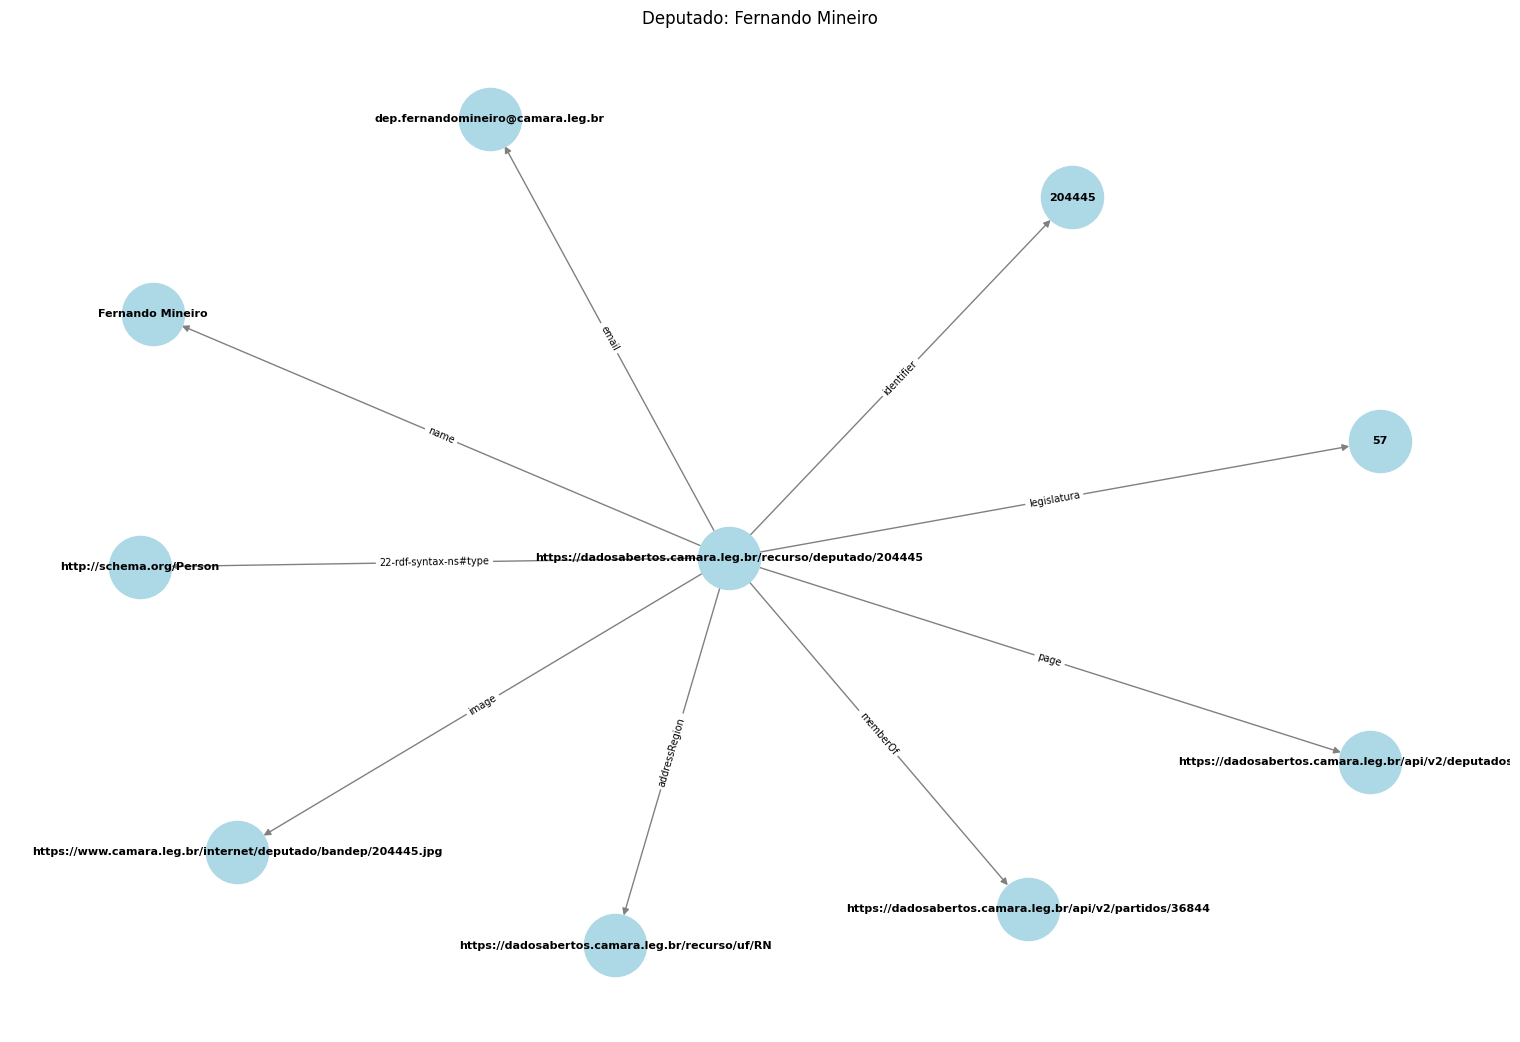 Deputado: Fernando Mineiro
dep.fernandomineiro@camara.leg.br
204445
Fernando Mineiro
email
identifier
name
57
legislatura
http://schema.org/Person
22-rdf-syntax-ns#type
https://dadosabertos.camara.leg.br/recurso/deputado/204445
page
image
addressRegion
memberOf
https://dadosabertos.camara.leg.br/api/v2/deputados
https://www.camara.leg.br/internet/deputado/bandep/204445.jpg
https://dadosabertos.camara.leg.br/api/v2/partidos/36844
https://dadosabertos.camara.leg.br/recurso/uf/RN